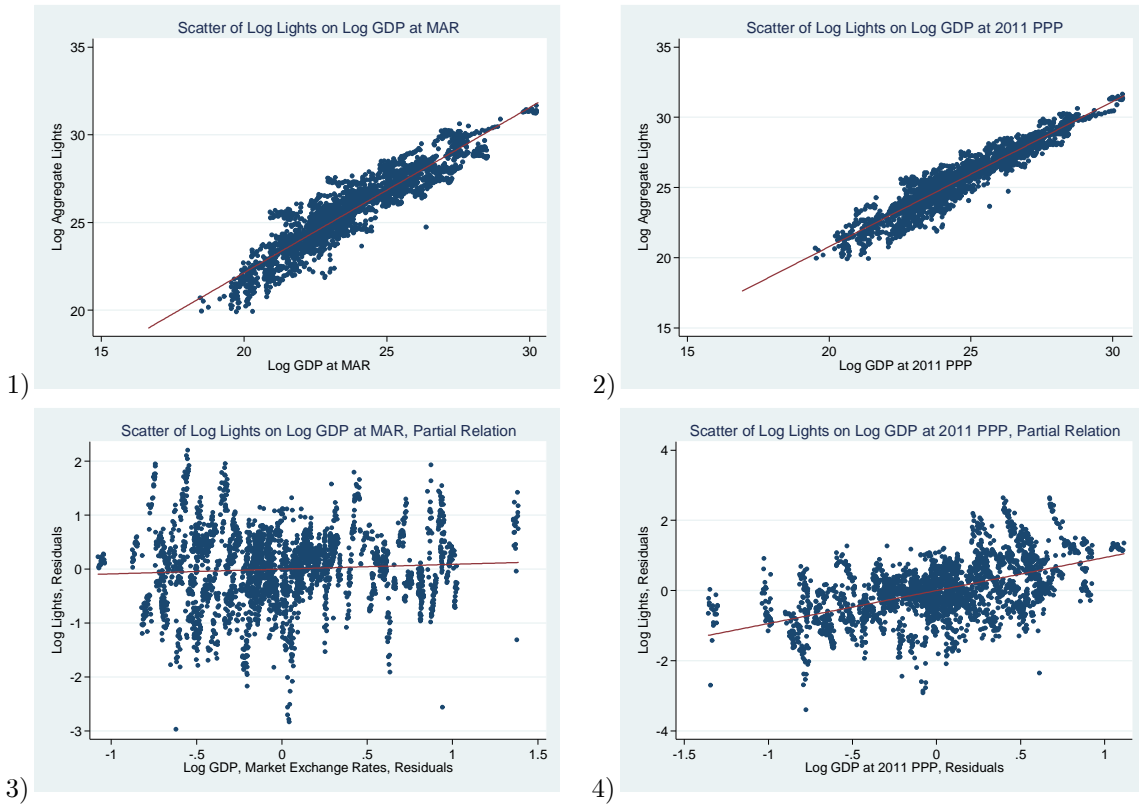 Scatter of Log Lights on Log GDP at MAR
35
30
25
20
Log Aggregate Lights
15 20 25 30
Log GDP at MAR
1)
Scatter of Log Lights on Log GDP at 2011 PPP
35
30
25
20
15
Log Aggregate Lights
15 20 25 30
Log GDP at 2011 PPP
2)
Scatter of Log Lights on Log GDP at MAR, Partial Relation
2
1
0
-1
-2
-3
Log Lights, Residuals
-1 -.5 0 .5 1 1.5
Log GDP, Market Exchange Rates, Residuals
3)
Scatter of Log Lights on Log GDP at 2011 PPP, Partial Relation
4
2
0
-2
-4
Log Lights, Residuals
-1.5 -1 -.5 0 .5 1
Log GDP at 2011 PPP, Residuals
4)